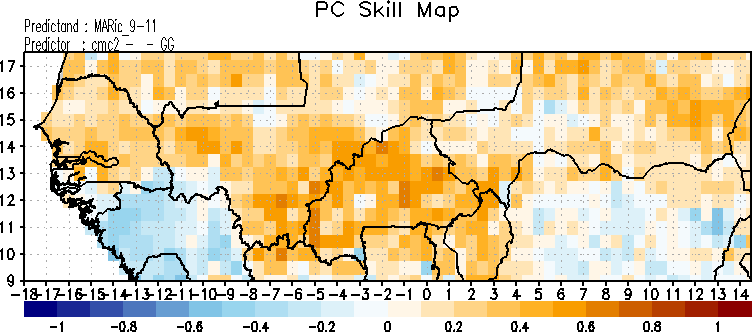 PC Skill Map
Predictand : MARic_9-11
Predictor : cmc2 - - GG
17
16
15
14
13
12
11
10
9
-18 -17 -16 -15 -14 -13 -12 -11 -10 -9 -8 -7 -6 -5 -4 -3 -2 -1 0 1 2 3 4 5 6 7 8 9 10 11 12 13 14
-1 -0.8 -0.6 -0.4 -0.2 0 0.2 0.4 0.6 0.8 1